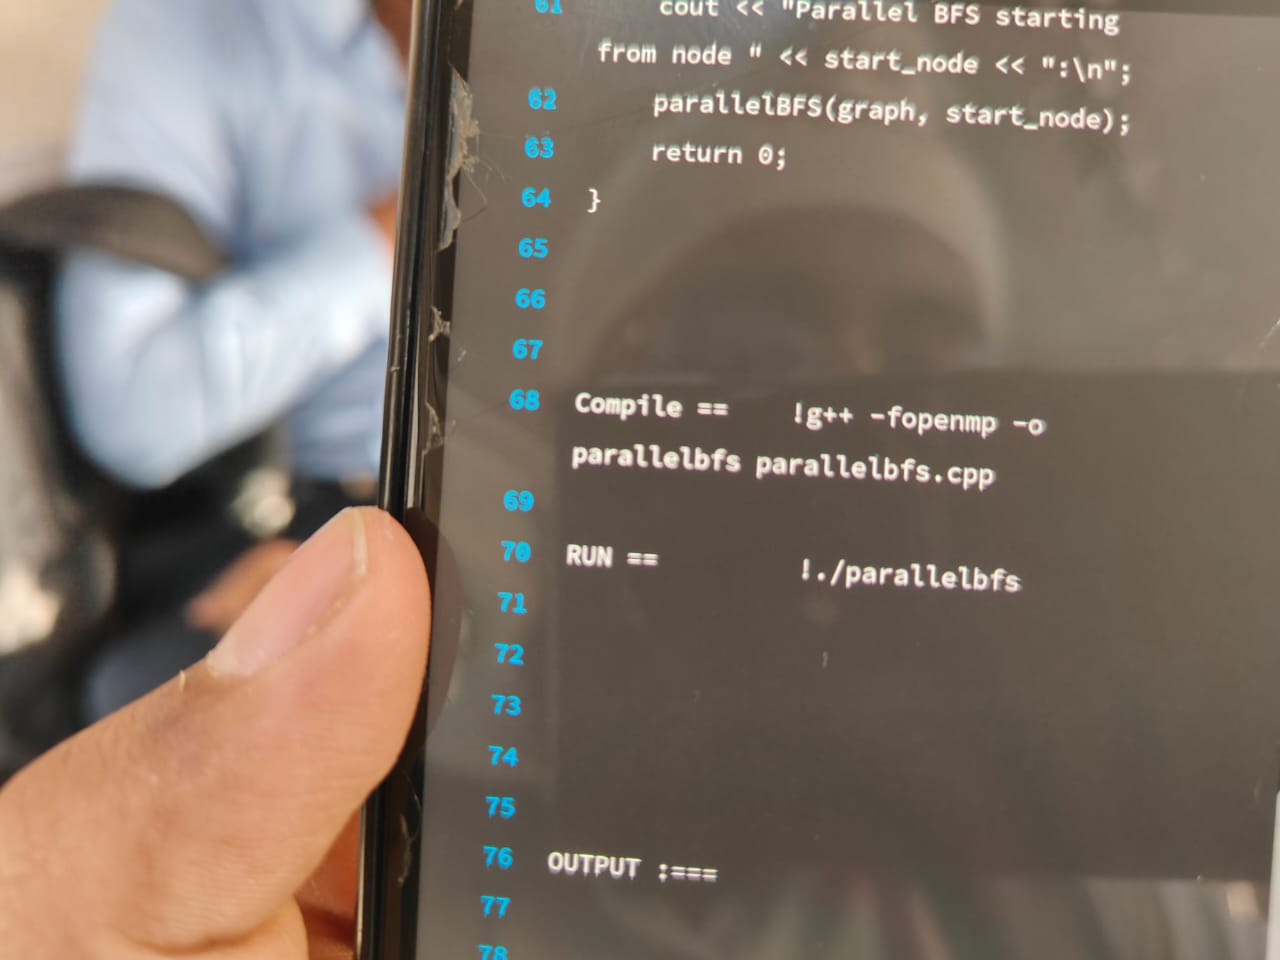 61 cout << "Parallel BFS starting
from node " << start_node << ":\n";
62 parallelBFS(graph, start_node);
63 return 0;
64 }
65
66
67
68 Compile == !g++ -fopenmp -o
parallelbfs parallelbfs.cpp
69
70 RUN == !./parallelbfs
71
72
73
74
75
76 OUTPUT :===
77
78